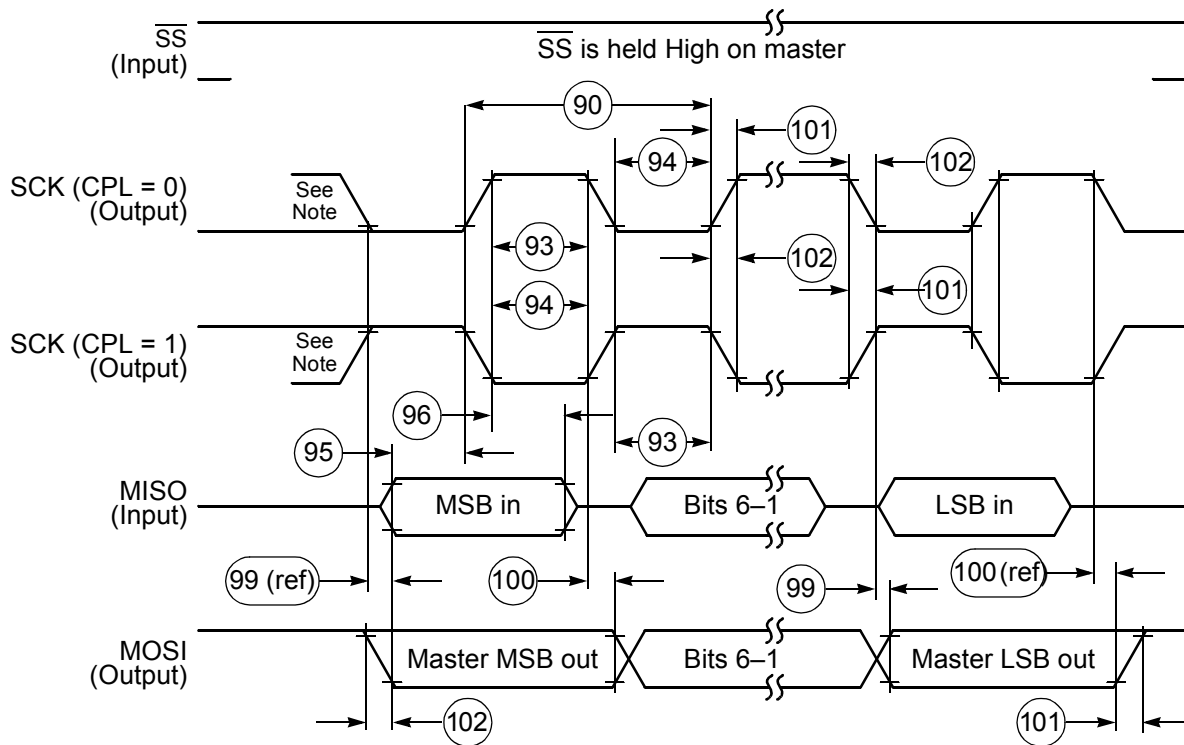 SS
(Input)
SS is held High on master
90
101
94
102
SCK (CPL = 0)
(Output)
See
Note
93
102
94
101
SCK (CPL = 1)
(Output)
See
Note
96
93
95
MISO
(Input)
MSB in
Bits 6–1
LSB in
99 (ref)
100
99
100 (ref)
MOSI
(Output)
Master MSB out
Bits 6–1
Master LSB out
102
101